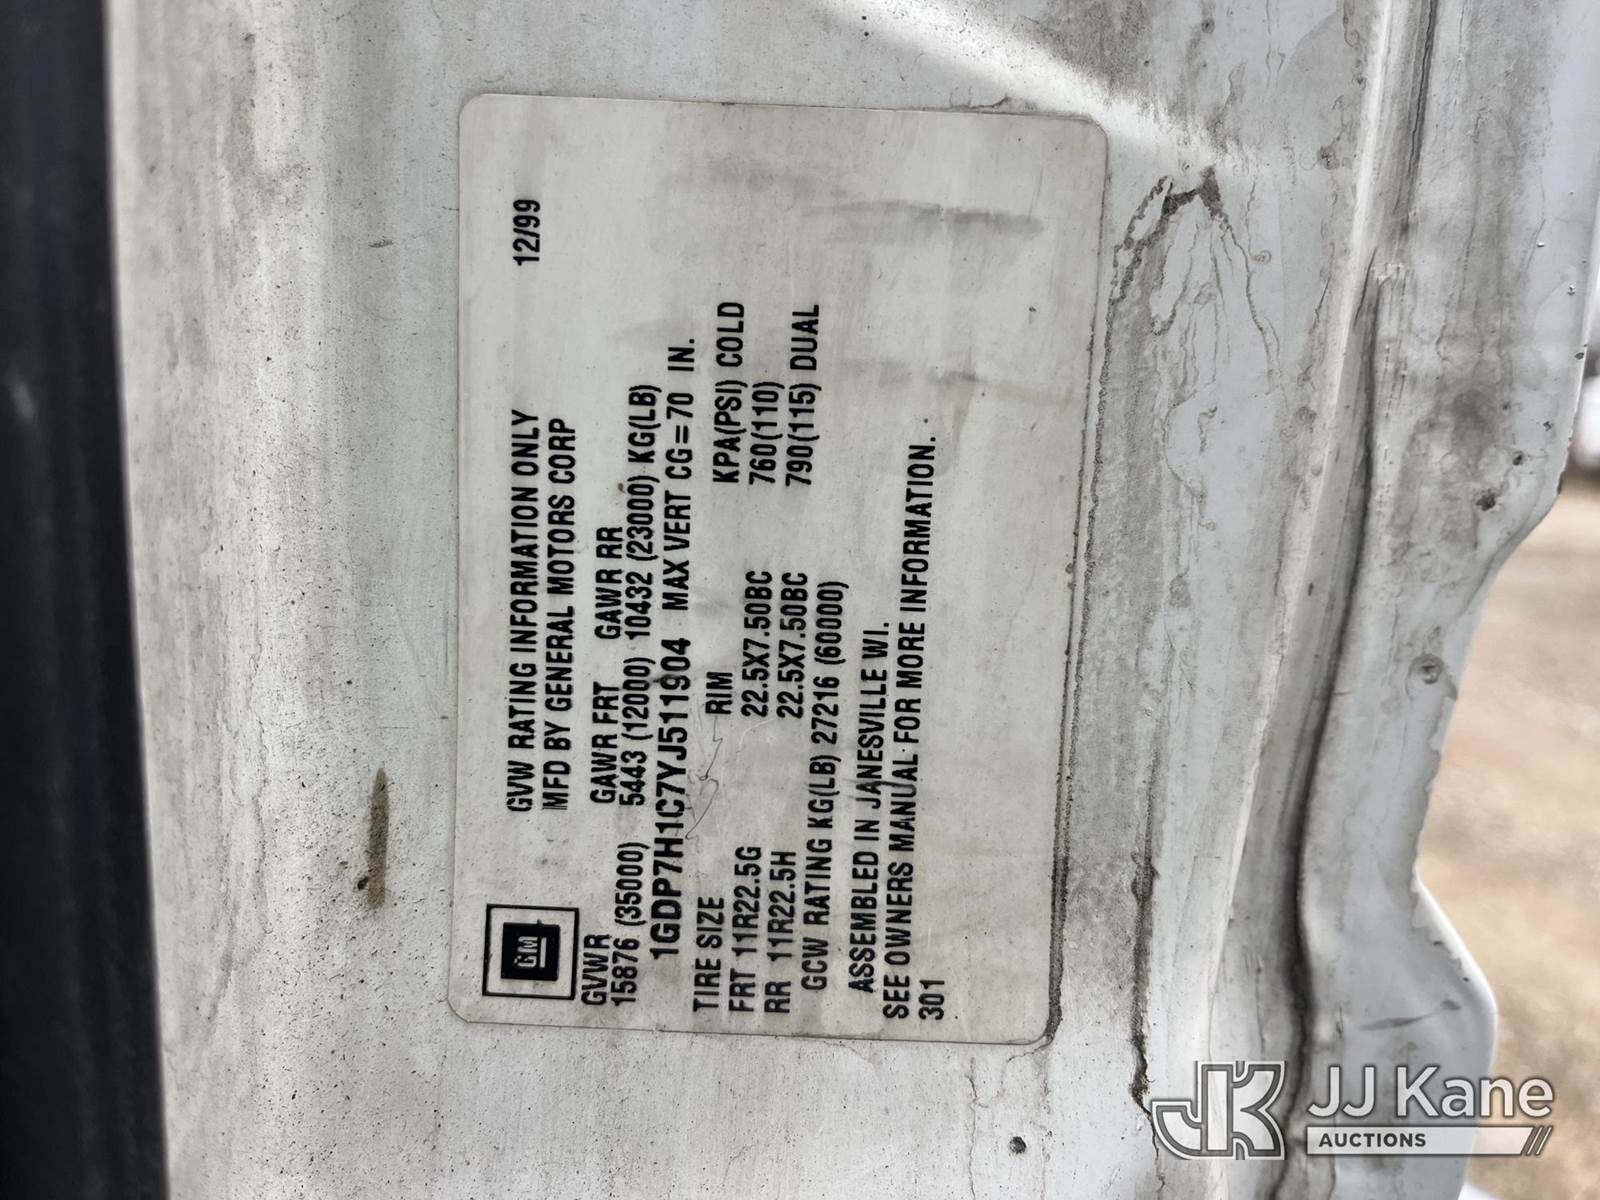 GM
GVW RATING INFORMATION ONLY 12/99
MFD BY GENERAL MOTORS CORP
GVWR GAWR FRT GAWR RR
15876 (35000) 5443 (12000) 10432 (23000) KG(LB)
1GDP7H1C7YJ511904 MAX VERT CG=70 IN.
TIRE SIZE RIM KPA(PSI) COLD
FRT 11R22.5G 22.5X7.50BC 760(110)
RR 11R22.5H 22.5X7.50BC 790(115) DUAL
GCW RATING KG(LB) 27216 (60000)
ASSEMBLED IN JANESVILLE WI.
SEE OWNERS MANUAL FOR MORE INFORMATION.
301
JK JJ Kane
AUCTIONS